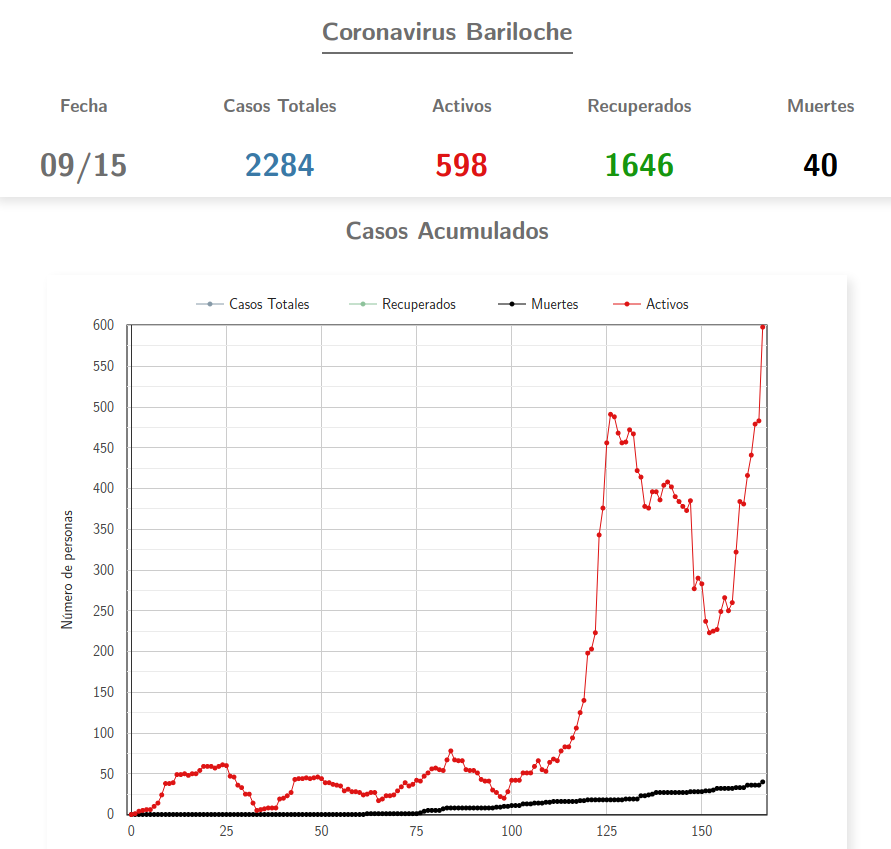 Coronavirus Bariloche
Fecha Casos Totales Activos Recuperados Muertes
09/15 2284 598 1646 40
Casos Acumulados
Casos Totales Recuperados Muertes Activos
600
550
500
450
400
350
300
250
200
150
100
50
0
Número de personas
0 25 50 75 100 125 150